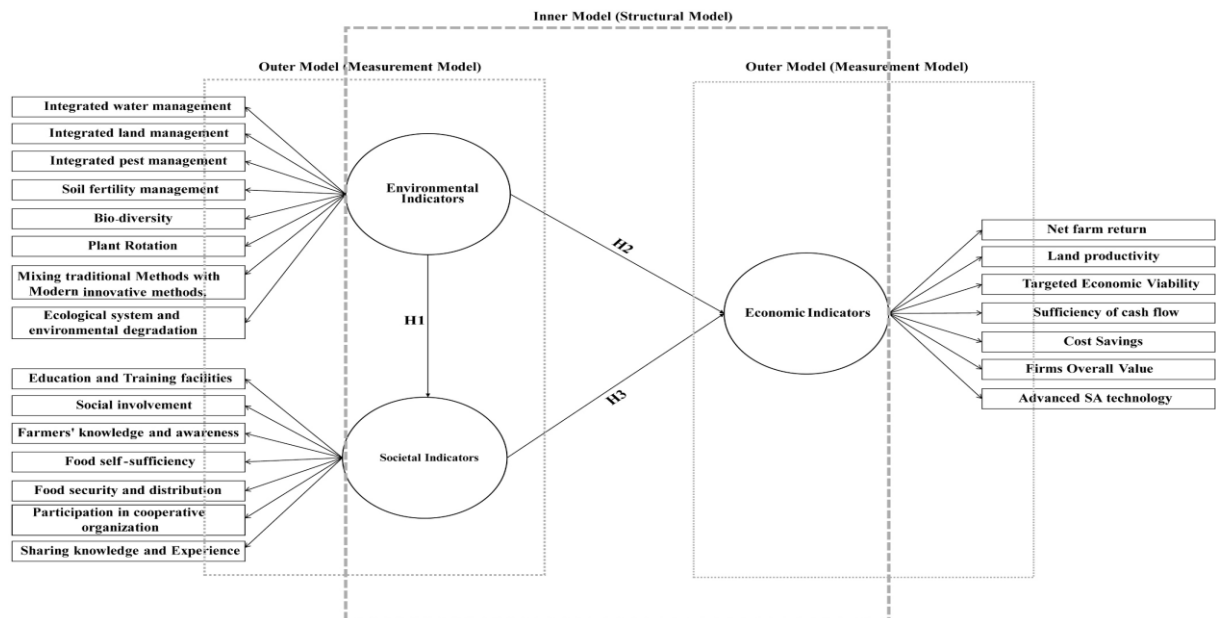 Inner Model (Structural Model)
Outer Model (Measurement Model)
Outer Model (Measurement Model)
Integrated water management
Integrated land management
Integrated pest management
Soil fertility management
Bio-diversity
Plant Rotation
Mixing traditional Methods with
Modern innovative methods.
Ecological system and
environmental degradation
Environmental
Indicators
H1
H2
H3
Education and Training facilities
Social involvement
Farmers' knowledge and awareness
Food self-sufficiency
Food security and distribution
Participation in cooperative
organization
Sharing knowledge and Experience
Societal Indicators
Economic Indicators
Net farm return
Land productivity
Targeted Economic Viability
Sufficiency of cash flow
Cost Savings
Firms Overall Value
Advanced SA technology